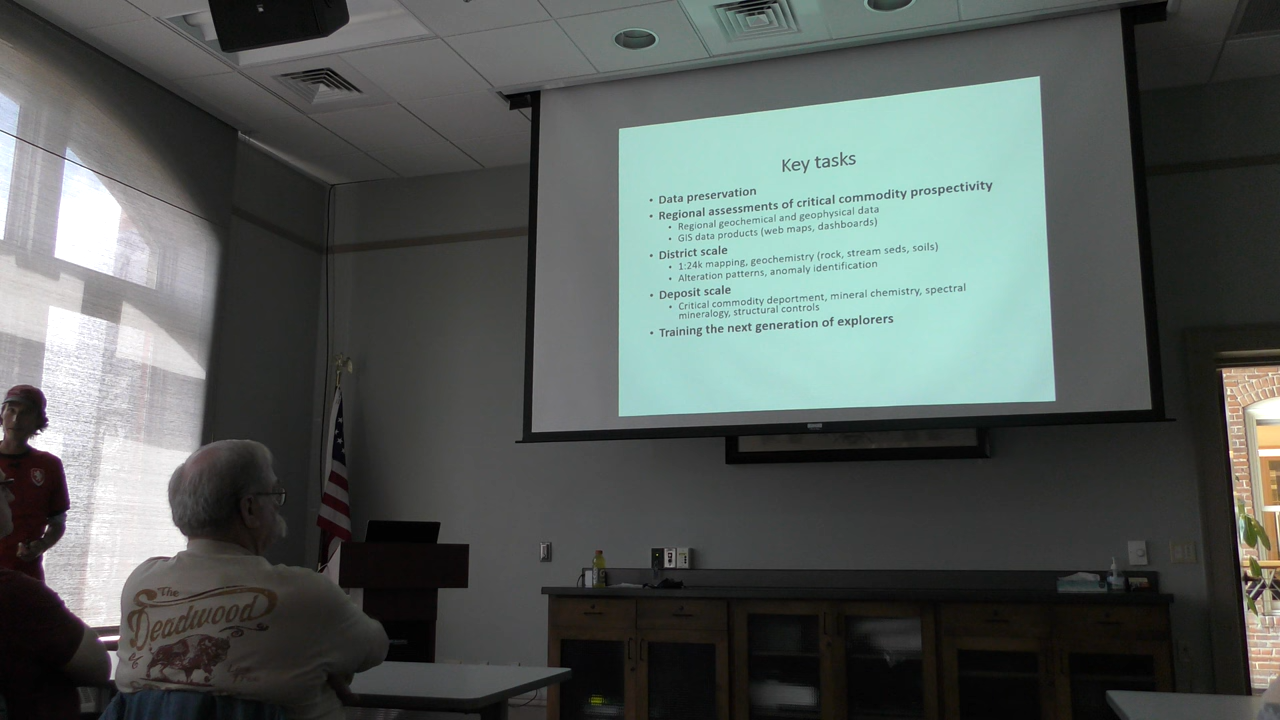 Key tasks
• Data preservation
• Regional assessments of critical commodity prospectivity
• Regional geochemical and geophysical data
• GIS data products (web maps, dashboards)
• District scale
• 1:24k mapping, geochemistry (rock, stream seds, soils)
• Alteration patterns, anomaly identification
• Deposit scale
• Critical commodity department, mineral chemistry, spectral
mineralogy, structural controls
• Training the next generation of explorers
The
Deadwood